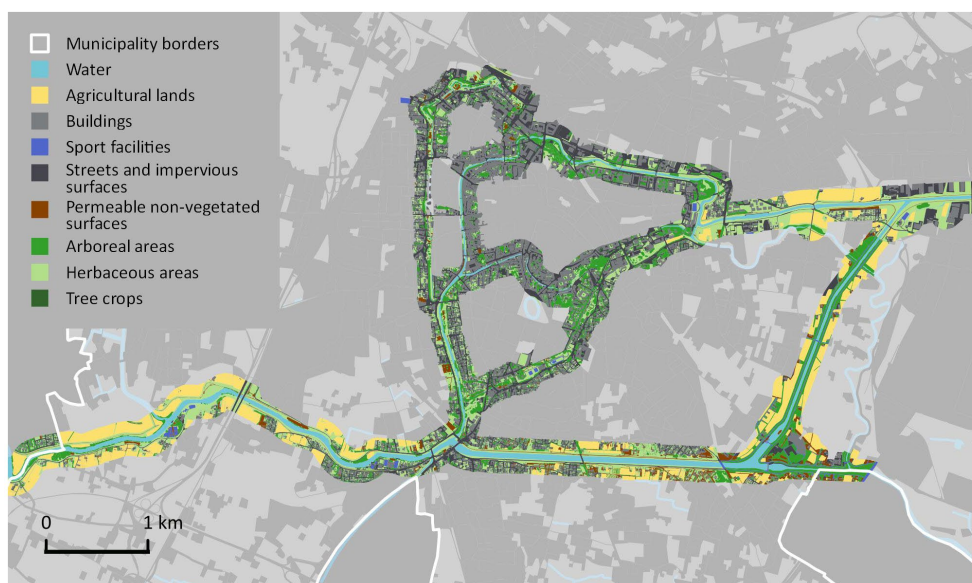 Municipality borders
Water
Agricultural lands
Buildings
Sport facilities
Streets and impervious
surfaces
Permeable non-vegetated
surfaces
Arboreal areas
Herbaceous areas
Tree crops
0 1 km